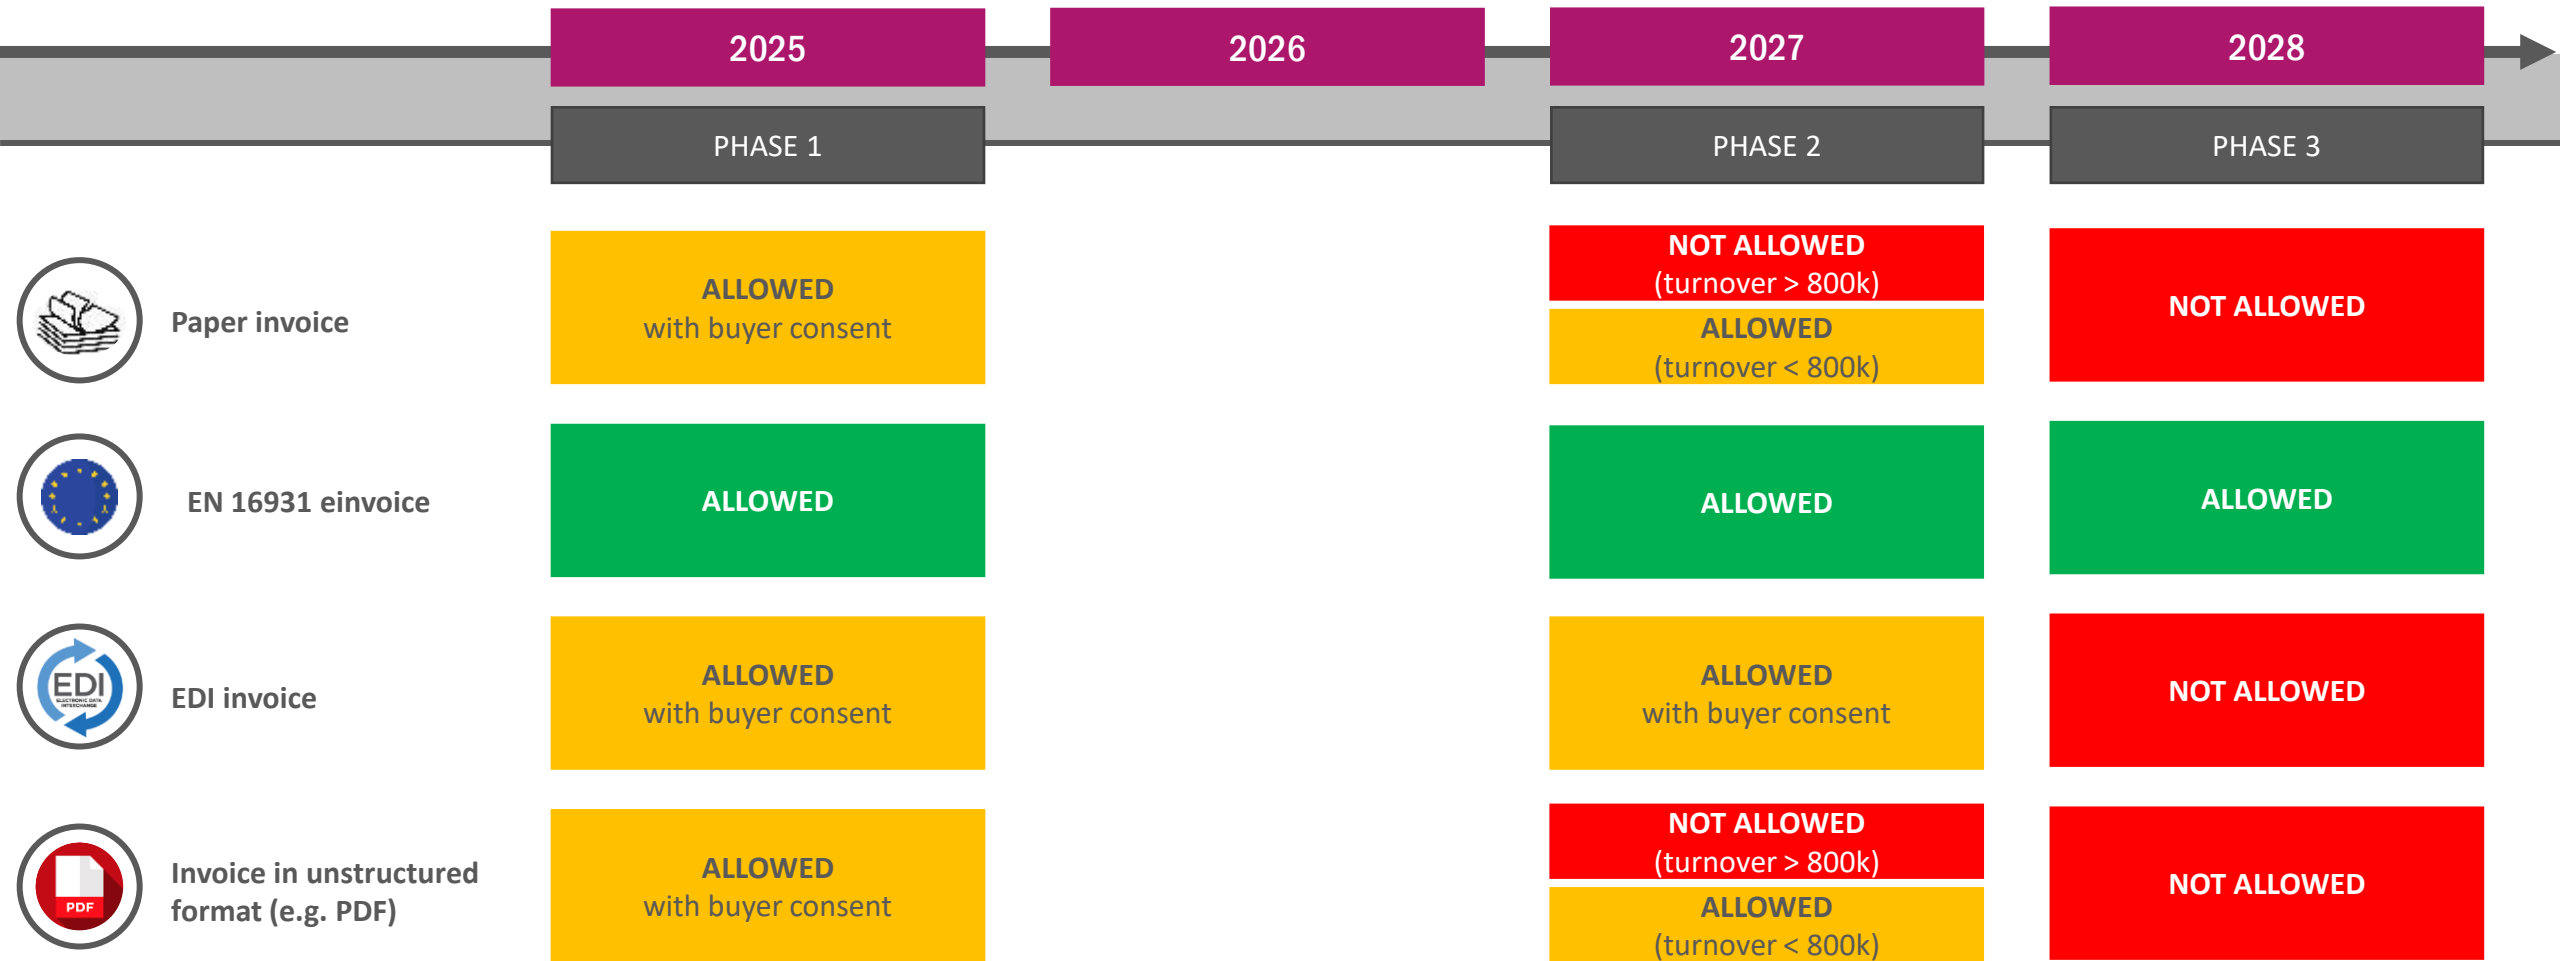 2025
2026
2027
2028
PHASE 1
PHASE 2
PHASE 3
Paper invoice
ALLOWED
with buyer consent
NOT ALLOWED
(turnover > 800k)
ALLOWED
(turnover < 800k)
NOT ALLOWED
EN 16931 einvoice
ALLOWED
ALLOWED
ALLOWED
EDI
ELECTRONIC DATA
INTERCHANGE
EDI invoice
ALLOWED
with buyer consent
ALLOWED
with buyer consent
NOT ALLOWED
PDF
Invoice in unstructured
format (e.g. PDF)
ALLOWED
with buyer consent
NOT ALLOWED
(turnover > 800k)
ALLOWED
(turnover < 800k)
NOT ALLOWED